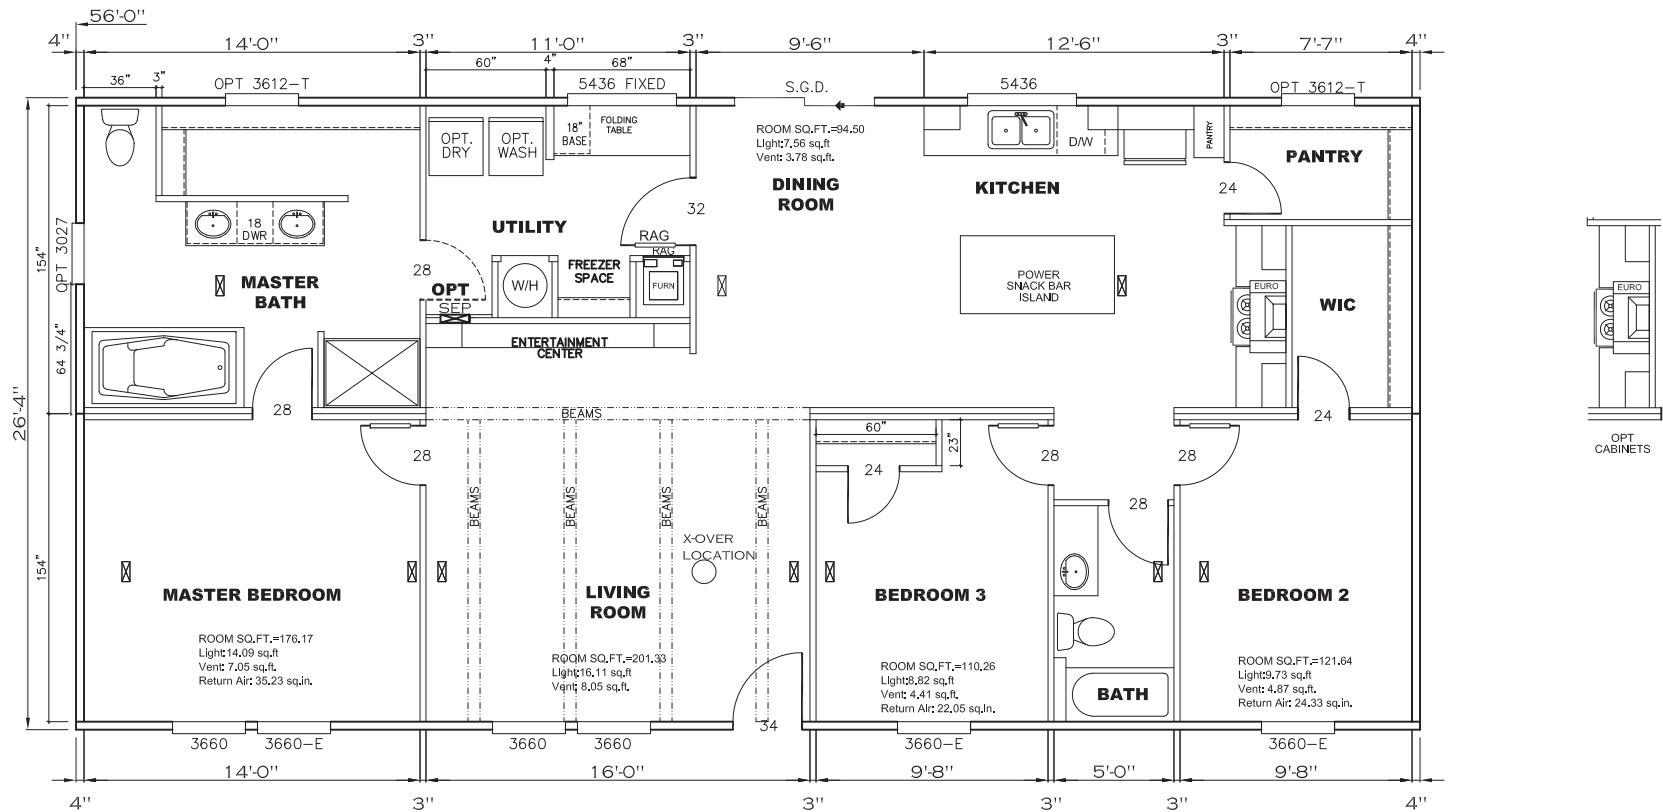 56'-0"
4" 14'-0" 3" 11'-0" 3" 9'-6" 12'-6" 3" 7'-7" 4"
36" 3" 60" 4" 68"
OPT 3612-T 5436 FIXED S.G.D. 5436 OPT 3612-T
OPT.
DRY
OPT.
WASH
18"
BASE
FOLDING
TABLE
ROOM SQ.FT.=94.50
Light:7.56 sq.ft
Vent: 3.78 sq.ft.
DINING
ROOM
KITCHEN
D/W
PANTRY
PANTRY
24
32
UTILITY
RAG
RAG
FURN
FREEZER
SPACE
W/H
18
DWR
MASTER
BATH
28
OPT
SEP
ENTERTAINMENT
CENTER
POWER
SNACK BAR
ISLAND
EURO
WIC
EURO
OPT
CABINETS
154"
OPT 3027
64 3/4"
26'-4"
154"
28
BEAMS
24
28
60"
23"
24
28
28
28
BEAMS
BEAMS
BEAMS
BEAMS
X-OVER
LOCATION
MASTER BEDROOM
ROOM SQ.FT.=176.17
Light:14.09 sq.ft
Vent: 7.05 sq.ft.
Return Air: 35.23 sq.in.
LIVING
ROOM
ROOM SQ.FT.=201.33
Light:16.11 sq.ft
Vent: 8.05 sq.ft.
BEDROOM 3
ROOM SQ.FT.=110.26
Light:8.82 sq.ft
Vent: 4.41 sq.ft.
Return Air: 22.05 sq.in.
BATH
BEDROOM 2
ROOM SQ.FT.=121.64
Light:9.73 sq.ft
Vent: 4.87 sq.ft.
Return Air: 24.33 sq.in.
34
3660 3660-E 3660 3660 3660-E 3660-E
14'-0" 16'-0" 9'-8" 5'-0" 9'-8"
4" 3" 3" 3" 3" 4"